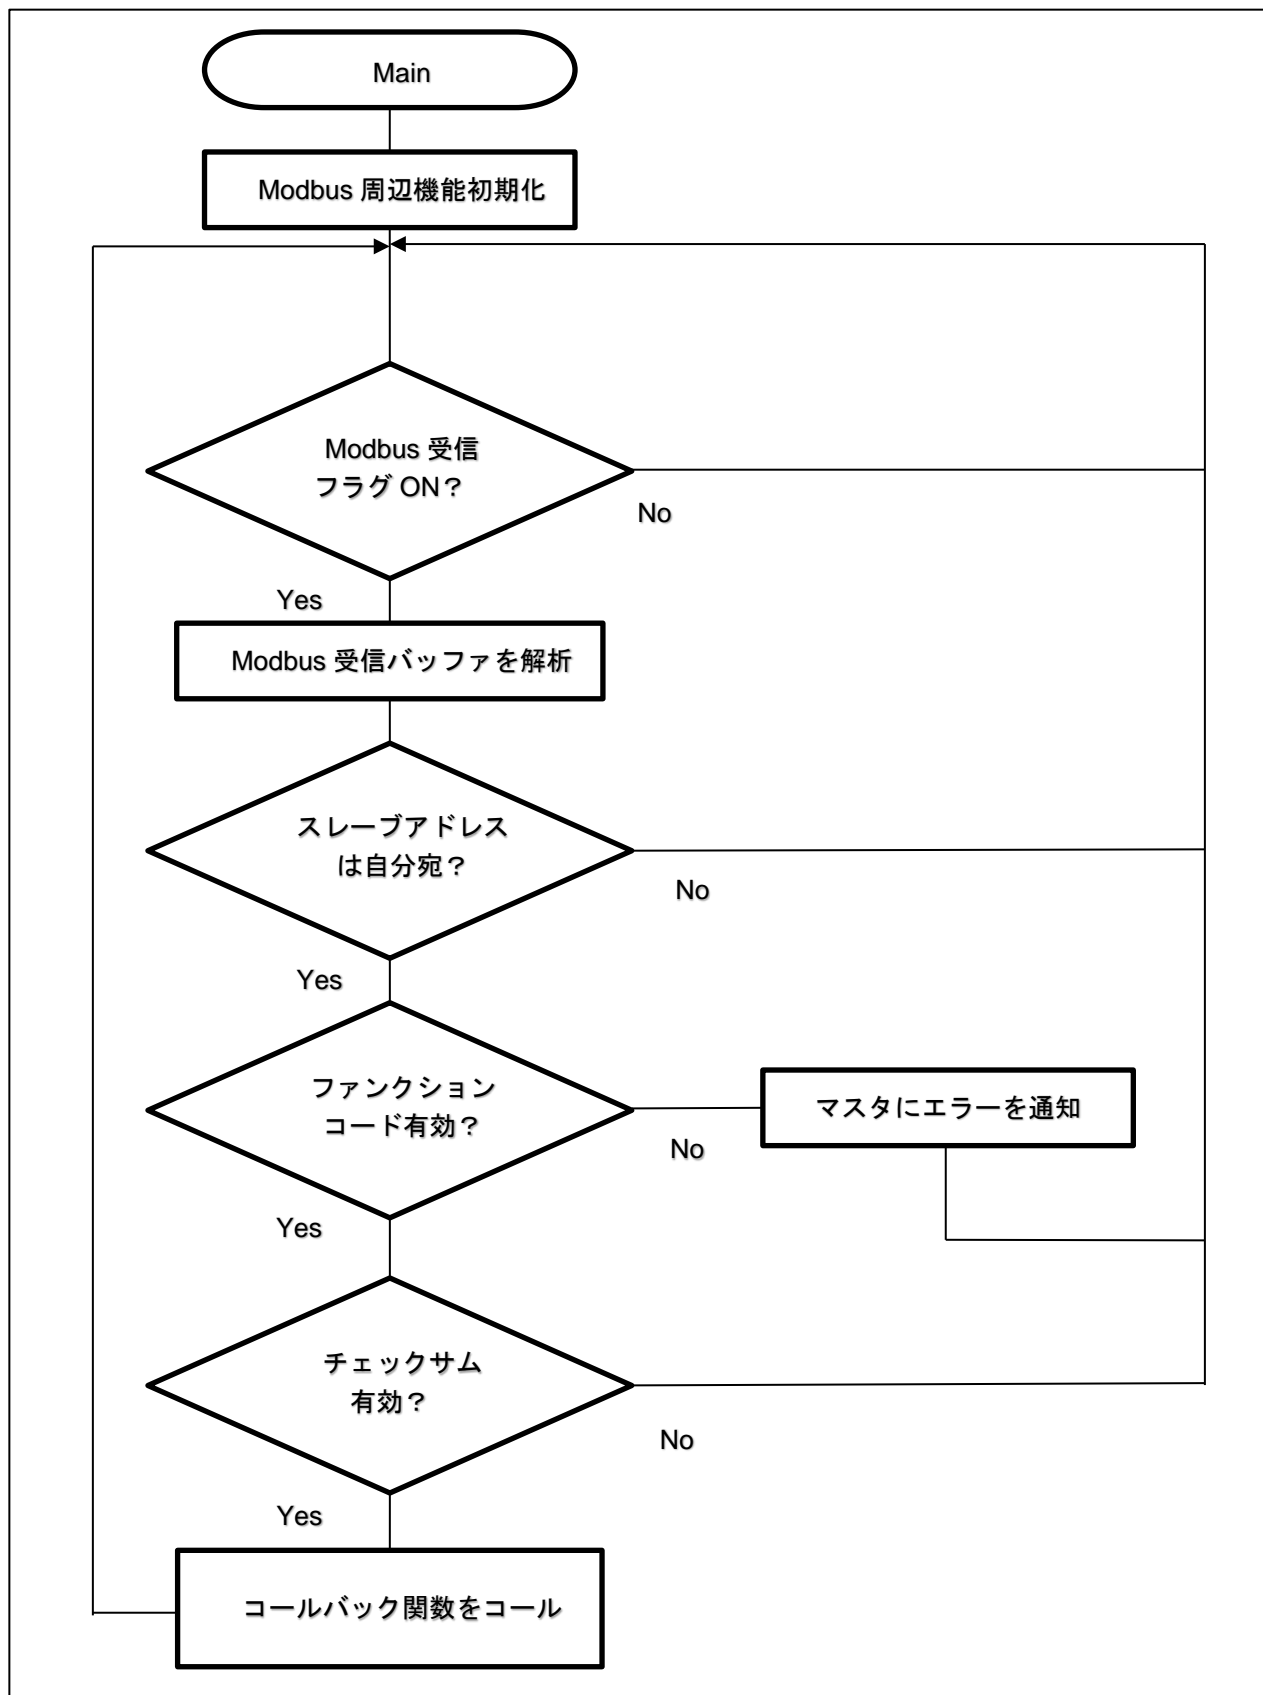 Main
Modbus 周辺機能初期化
Modbus 受信
フラグ ON？
No
Yes
Modbus 受信バッファを解析
スレーブアドレス
は自分宛？
No
Yes
ファンクション
コード有効？
マスタにエラーを通知
No
Yes
チェックサム
有効？
No
Yes
コールバック関数をコール